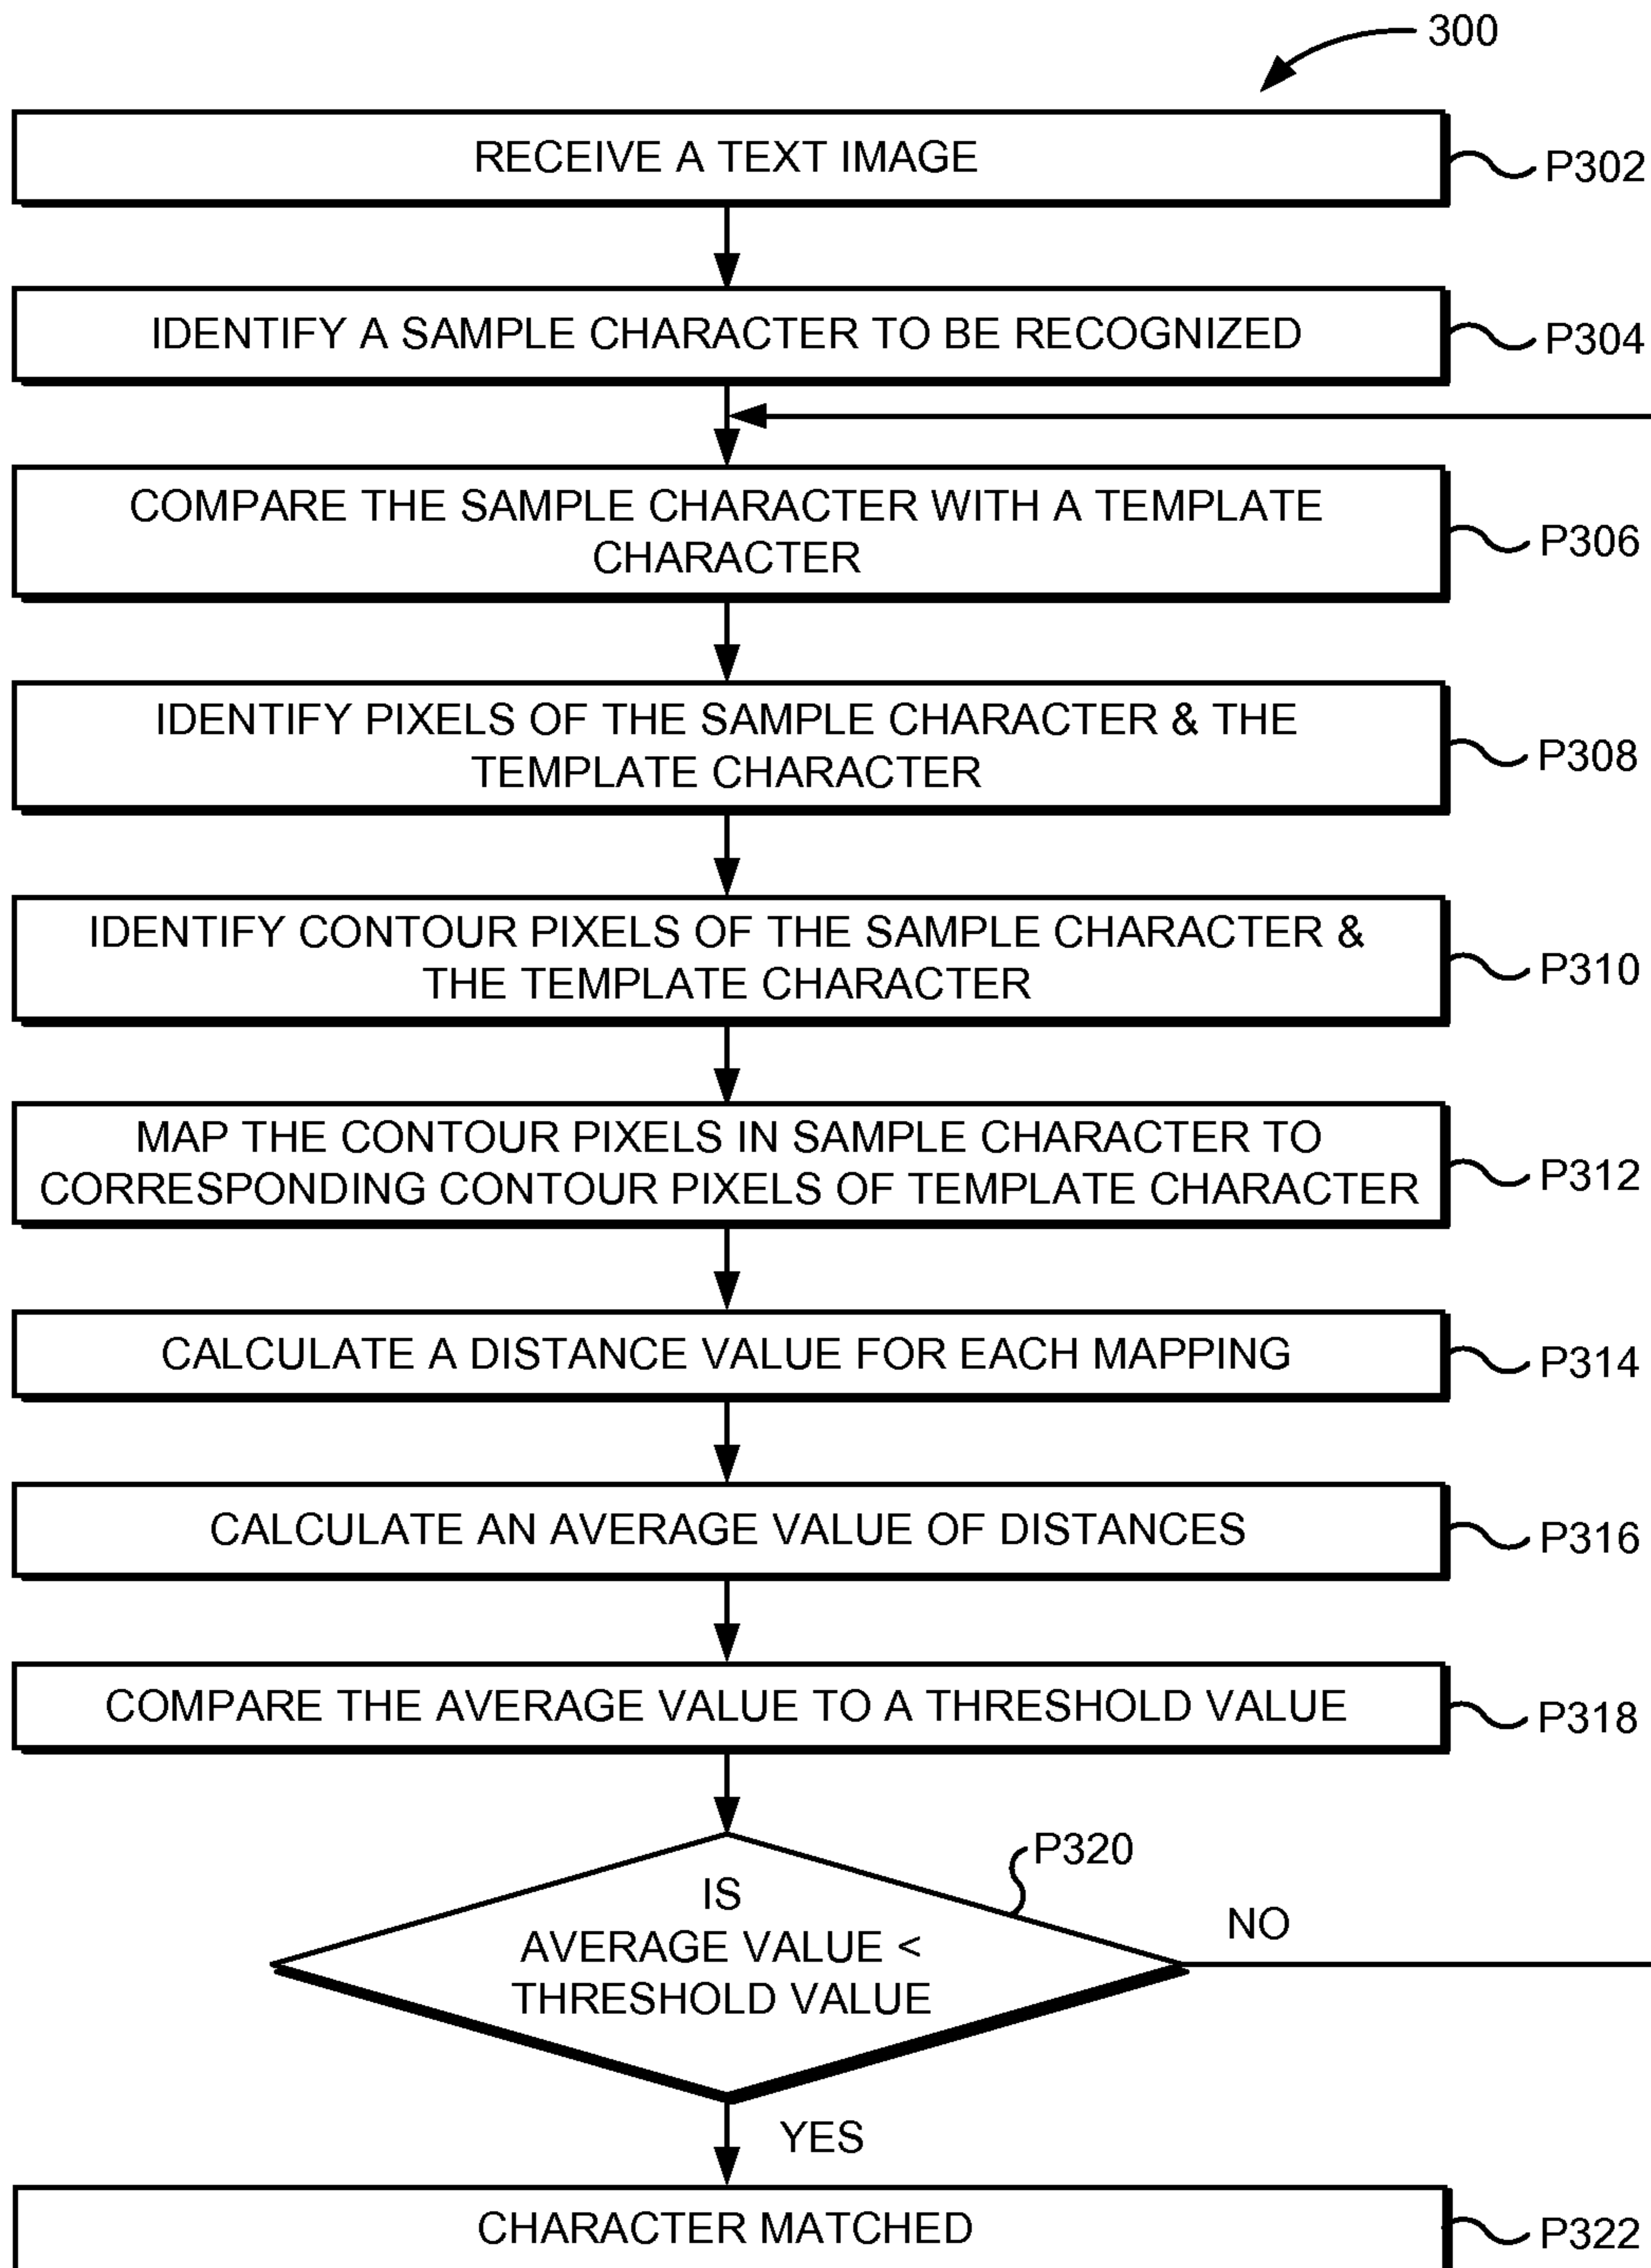 300
RECEIVE A TEXT IMAGE
P302
IDENTIFY A SAMPLE CHARACTER TO BE RECOGNIZED
P304
COMPARE THE SAMPLE CHARACTER WITH A TEMPLATE
CHARACTER
P306
IDENTIFY PIXELS OF THE SAMPLE CHARACTER & THE
TEMPLATE CHARACTER
P308
IDENTIFY CONTOUR PIXELS OF THE SAMPLE CHARACTER &
THE TEMPLATE CHARACTER
P310
MAP THE CONTOUR PIXELS IN SAMPLE CHARACTER TO
CORRESPONDING CONTOUR PIXELS OF TEMPLATE CHARACTER
P312
CALCULATE A DISTANCE VALUE FOR EACH MAPPING
P314
CALCULATE AN AVERAGE VALUE OF DISTANCES
P316
COMPARE THE AVERAGE VALUE TO A THRESHOLD VALUE
P318
P320
IS
AVERAGE VALUE <
THRESHOLD VALUE
NO
YES
CHARACTER MATCHED
P322